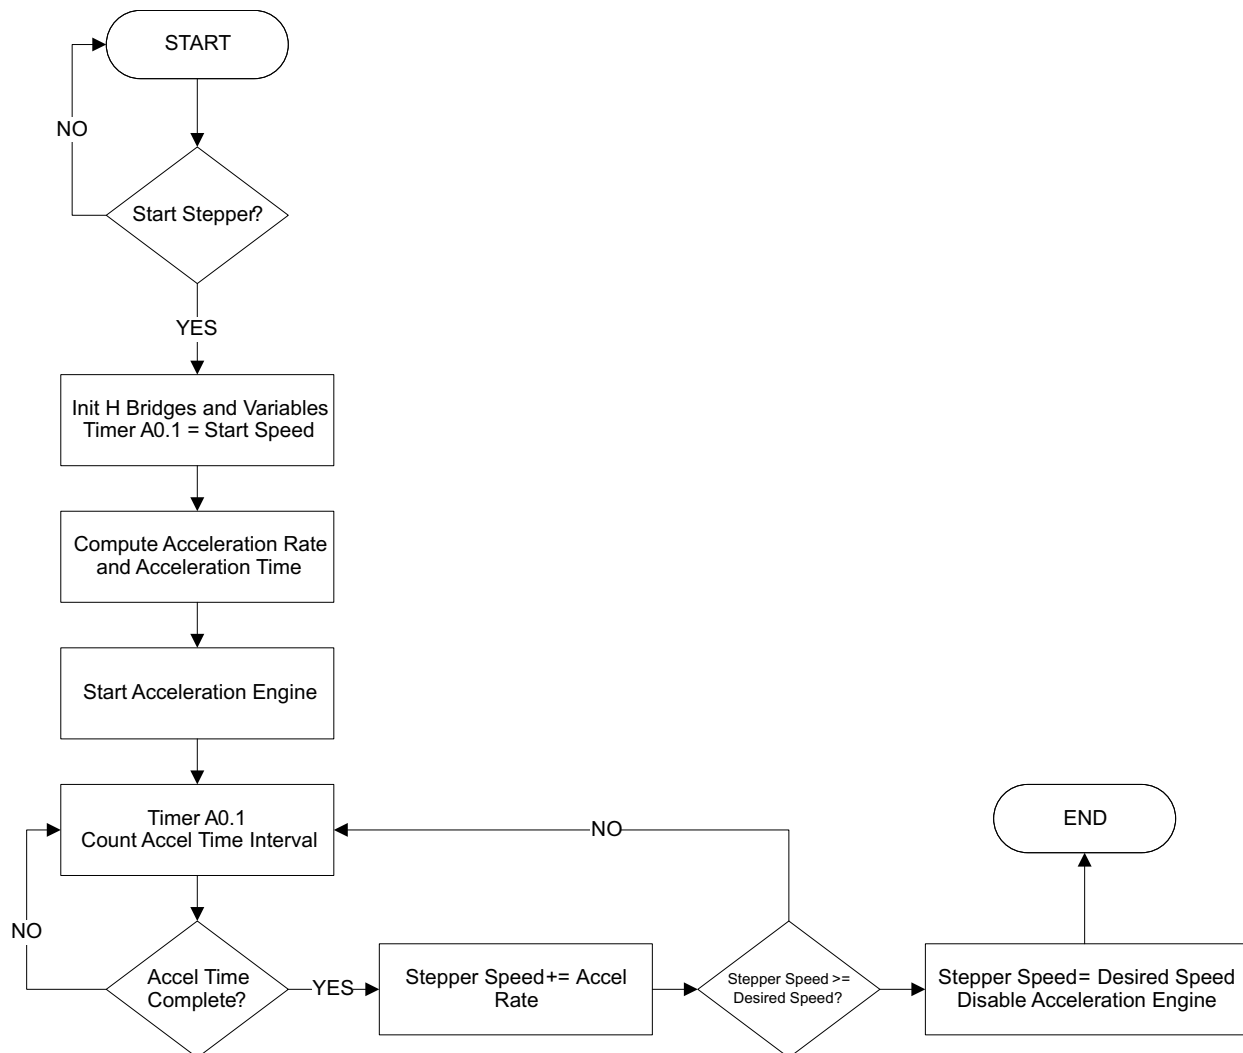 START
NO
Start Stepper?
YES
Init H Bridges and Variables
Timer A0.1 = Start Speed
Compute Acceleration Rate
and Acceleration Time
Start Acceleration Engine
Timer A0.1
Count Accel Time Interval
NO
END
NO
Accel Time
Complete?
YES
Stepper Speed+= Accel
Rate
Stepper Speed >=
Desired Speed?
Stepper Speed= Desired Speed
Disable Acceleration Engine